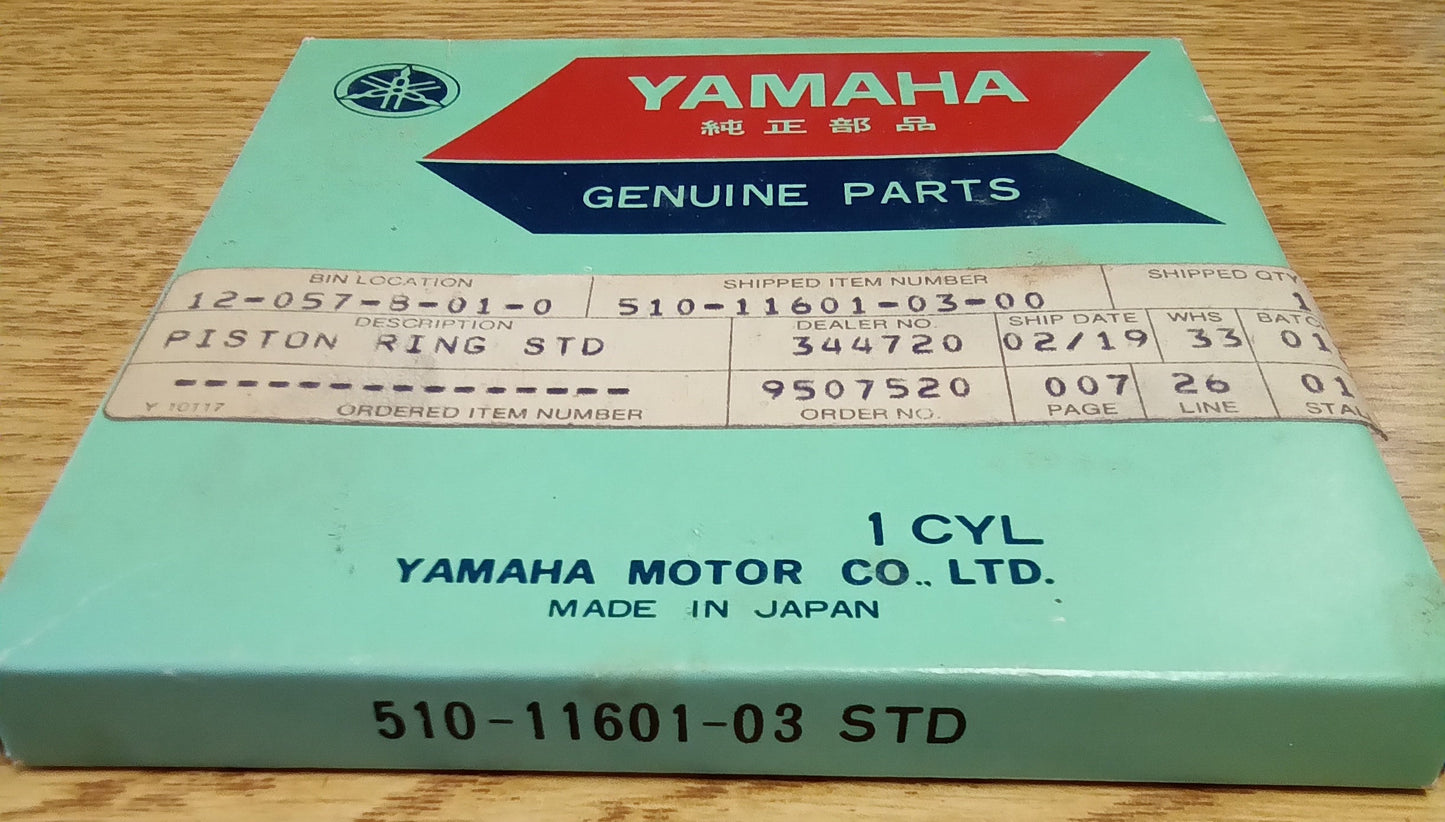 YAMAHA
純正部品
GENUINE PARTS
BIN LOCATION SHIPPED ITEM NUMBER SHIPPED QTY
12-057-8-01-0 510-11601-03-00 1
DESCRIPTION DEALER NO. SHIP DATE WHS
PISTON RING STD 344720 02/19 33 01
--------------- 9507520 007 26 01
Y 10117 ORDERED ITEM NUMBER ORDER NO. PAGE LINE
1 CYL
YAMAHA MOTOR CO., LTD.
MADE IN JAPAN
510-11601-03 STD